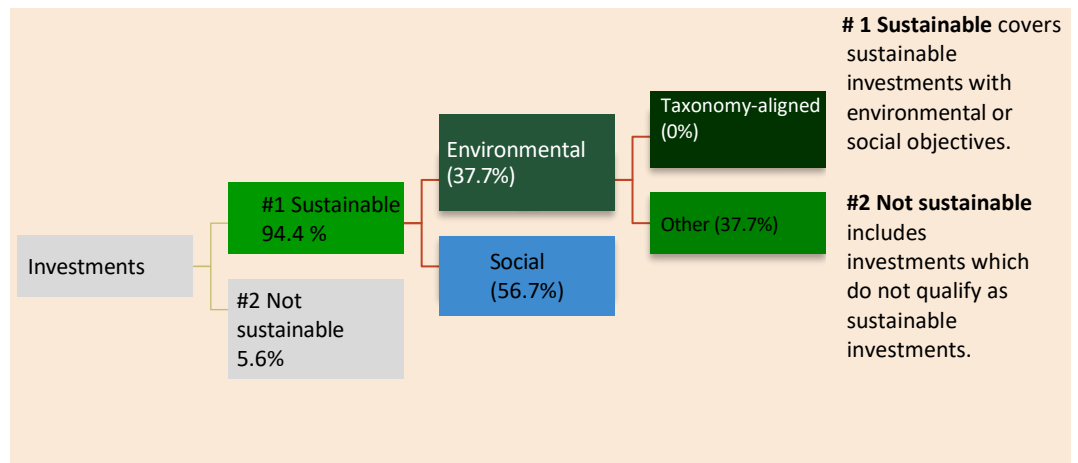 Investments
#1 Sustainable
94.4 %
#2 Not
sustainable
5.6%
Environmental
(37.7%)
Social
(56.7%)
Taxonomy-aligned
(0%)
Other (37.7%)
# 1 Sustainable covers
sustainable
investments with
environmental or
social objectives.
#2 Not sustainable
includes
investments which
do not qualify as
sustainable
investments.